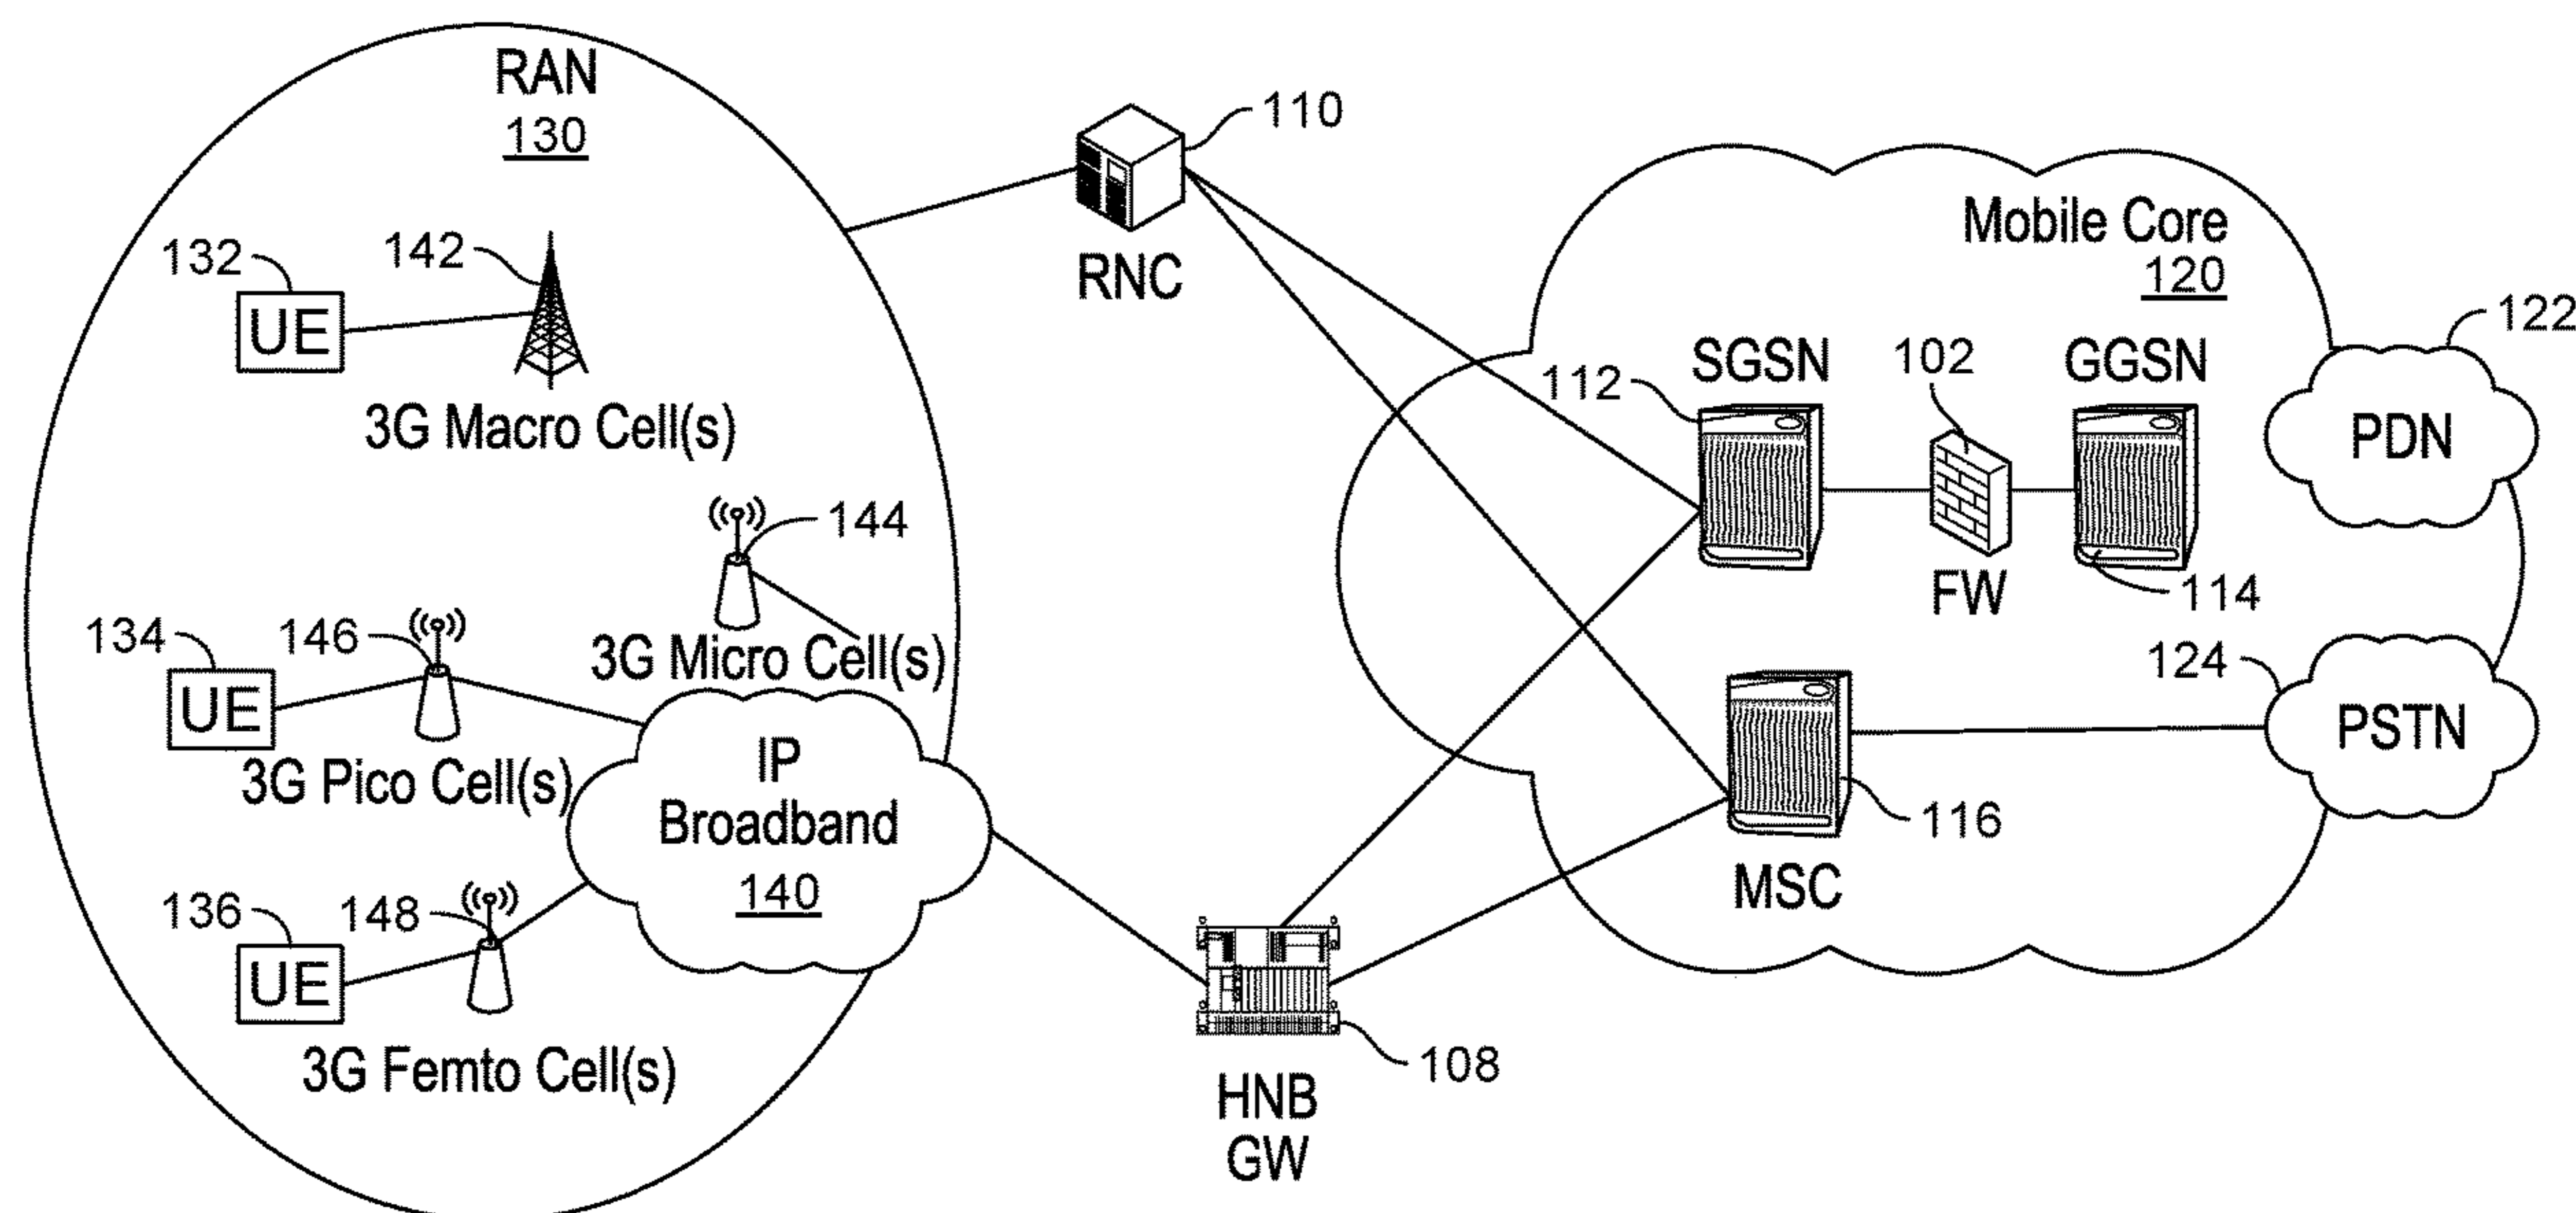 RAN
130
132
142
UE
3G Macro Cell(s)
144
3G Micro Cell(s)
134
146
UE
3G Pico Cell(s)
IP
Broadband
140
136
148
UE
3G Femto Cell(s)
110
RNC
108
HNB
GW
Mobile Core
120
112
SGSN
102
FW
GGSN
114
116
MSC
122
PDN
124
PSTN